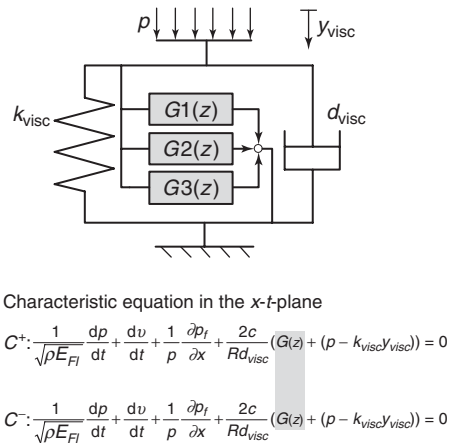 p
y_visc
k_visc
G1(z)
G2(z)
G3(z)
d_visc
Characteristic equation in the x-t-plane
C⁺: 1/√(ρE_Fl) dp/dt + dυ/dt + 1/p ∂p_f/∂x + 2c/(Rd_visc) (G(z) + (p − k_visc y_visc)) = 0
C⁻: 1/√(ρE_Fl) dp/dt + dυ/dt + 1/p ∂p_f/∂x + 2c/(Rd_visc) (G(z) + (p − k_visc y_visc)) = 0